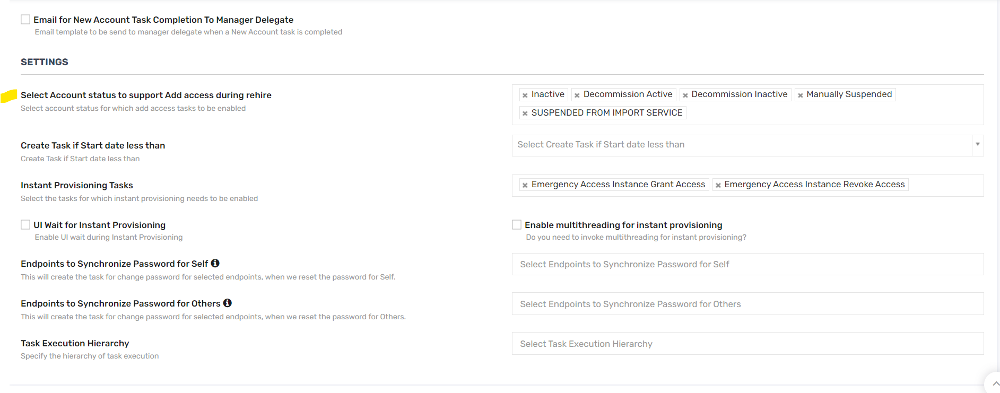 Email for New Account Task Completion To Manager Delegate
Email template to be send to manager delegate when a New Account task is completed
SETTINGS
Select Account status to support Add access during rehire
Select account status for which add access tasks to be enabled
Inactive Decommission Active Decommission Inactive Manually Suspended
SUSPENDED FROM IMPORT SERVICE
Create Task if Start date less than
Create Task if Start date less than
Select Create Task if Start date less than
Instant Provisioning Tasks
Select the tasks for which instant provisioning needs to be enabled
Emergency Access Instance Grant Access Emergency Access Instance Revoke Access
UI Wait for Instant Provisioning
Enable UI wait during Instant Provisioning
Enable multithreading for instant provisioning
Do you need to invoke multithreading for instant provisioning?
Endpoints to Synchronize Password for Self
This will create the task for change password for selected endpoints, when we reset the password for Self.
Select Endpoints to Synchronize Password for Self
Endpoints to Synchronize Password for Others
This will create the task for change password for selected endpoints, when we reset the password for Others.
Select Endpoints to Synchronize Password for Others
Task Execution Hierarchy
Specify the hierarchy of task execution
Select Task Execution Hierarchy